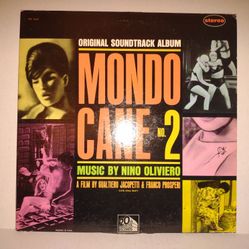 ORIGINAL SOUNDTRACK ALBUM
stereo
MONDO
CANE NO. 2
MUSIC BY NINO OLIVIERO
A FILM BY GUALTIERO JACOPETTI & FRANCO PROSPERI